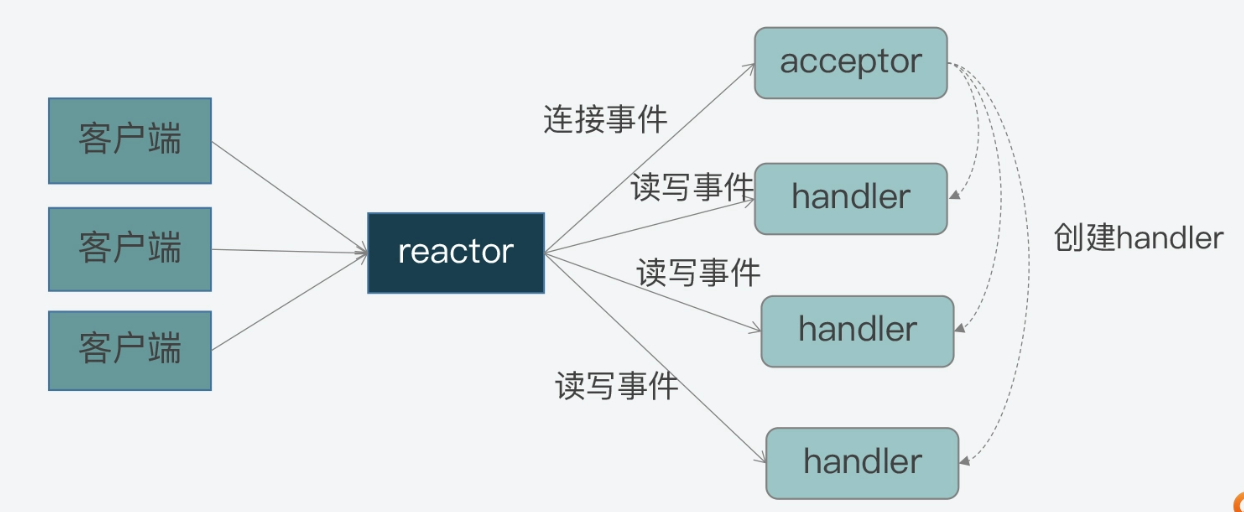 客户端
客户端
客户端
reactor
连接事件
读写事件
读写事件
读写事件
acceptor
handler
handler
handler
创建handler